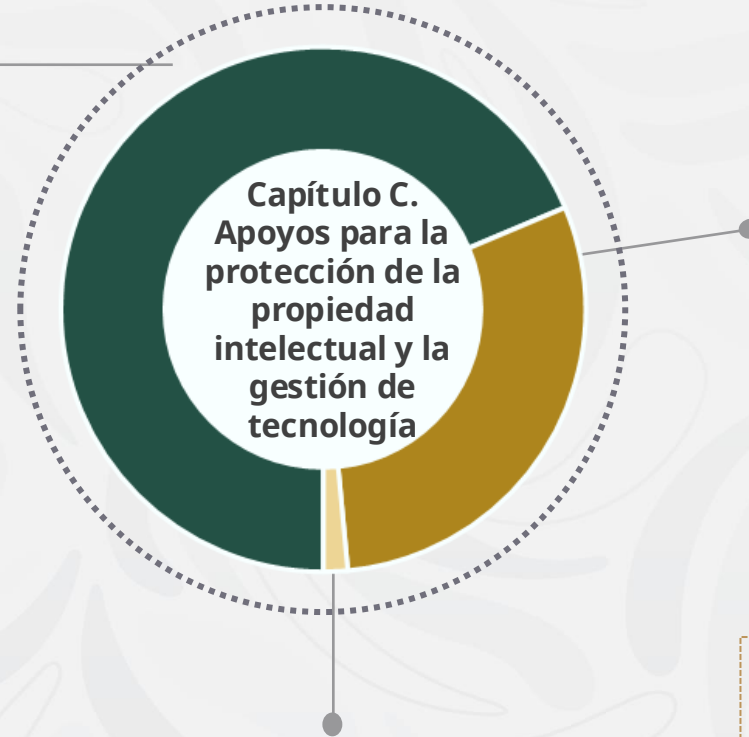 Capítulo C.
Apoyos para la
protección de la
propiedad
intelectual y la
gestión de
tecnología